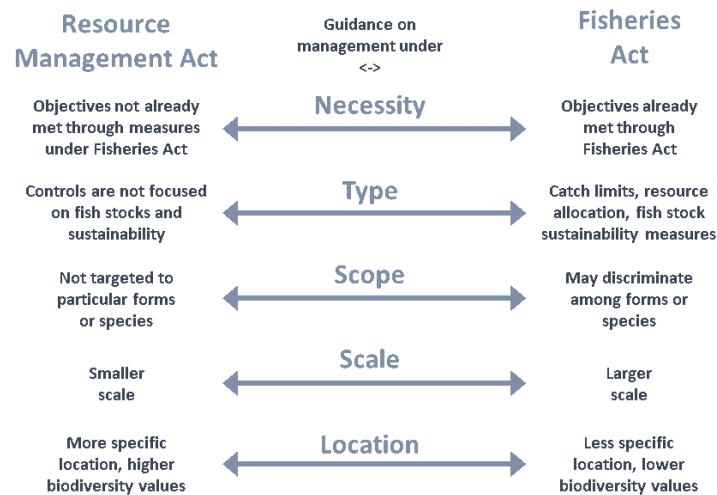 Resource
Management Act
Guidance on
management under
<->
Fisheries
Act
Objectives not already
met through measures
under Fisheries Act
Necessity
Objectives already
met through
Fisheries Act
Controls are not focused
on fish stocks and
sustainability
Type
Catch limits, resource
allocation, fish stock
sustainability measures
Not targeted to
particular forms
or species
Scope
May discriminate
among forms or
species
Smaller
scale
Scale
Larger
scale
More specific
location, higher
biodiversity values
Location
Less specific
location, lower
biodiversity values